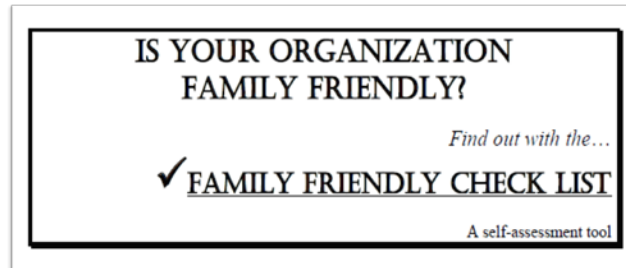 IS YOUR ORGANIZATION
FAMILY FRIENDLY?
Find out with the…
✓FAMILY FRIENDLY CHECK LIST
A self-assessment tool